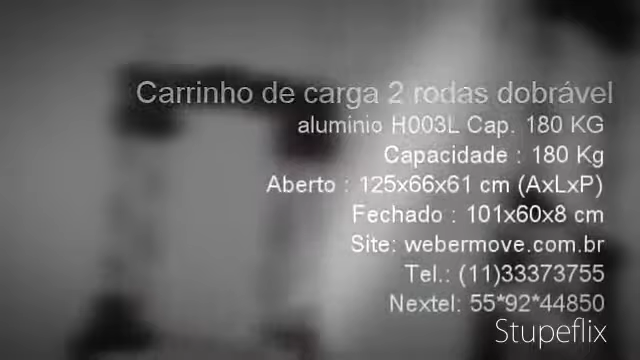 Carrinho de carga 2 rodas dobrável
alumínio H003L Cap. 180 KG
Capacidade : 180 Kg
Aberto : 125x66x61 cm (AxLxP)
Fechado : 101x60x8 cm
Site: webermove.com.br
Tel.: (11)33373755
Nextel: 55*92*44850
Stupeflix